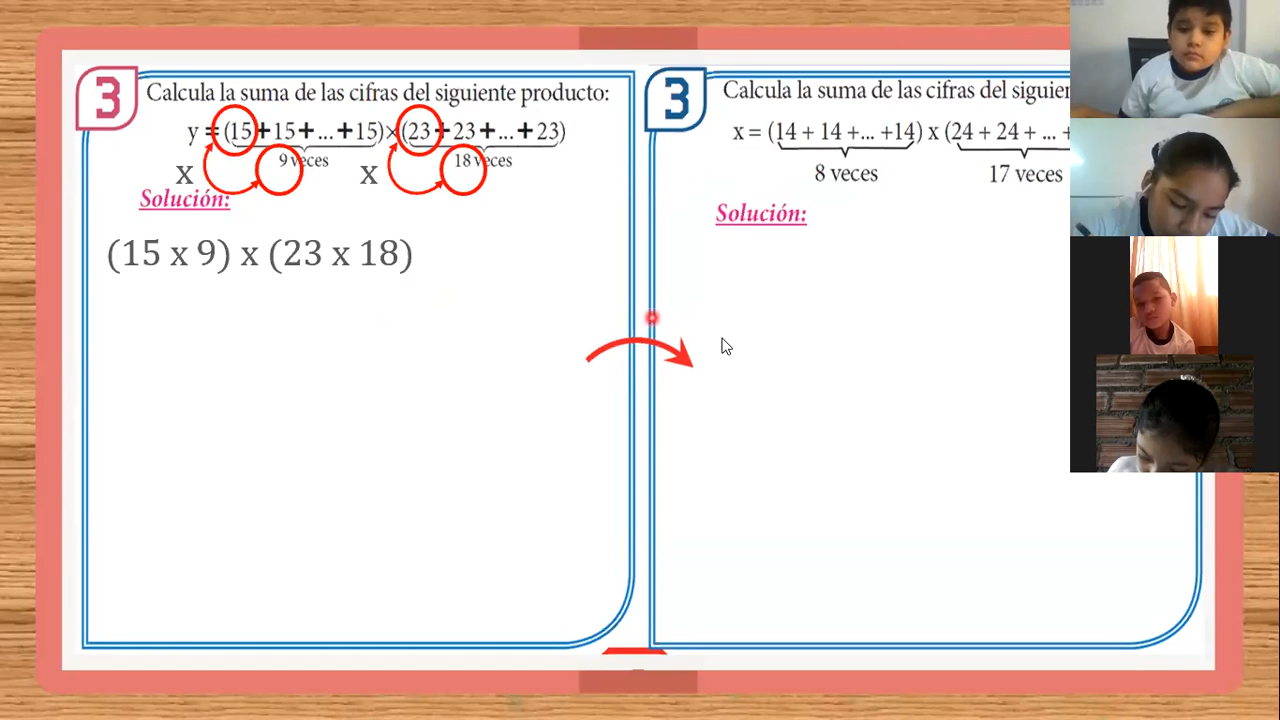 3
Calcula la suma de las cifras del siguiente producto:
y = (15 + 15 + ... + 15) × (23 + 23 + ... + 23)
9 veces 18 veces
x x
Solución:
(15 x 9) x (23 x 18)
3
Calcula la suma de las cifras del
x = (14 + 14 +... +14) x (24 + 24 + ... +
8 veces 17 veces
Solución: